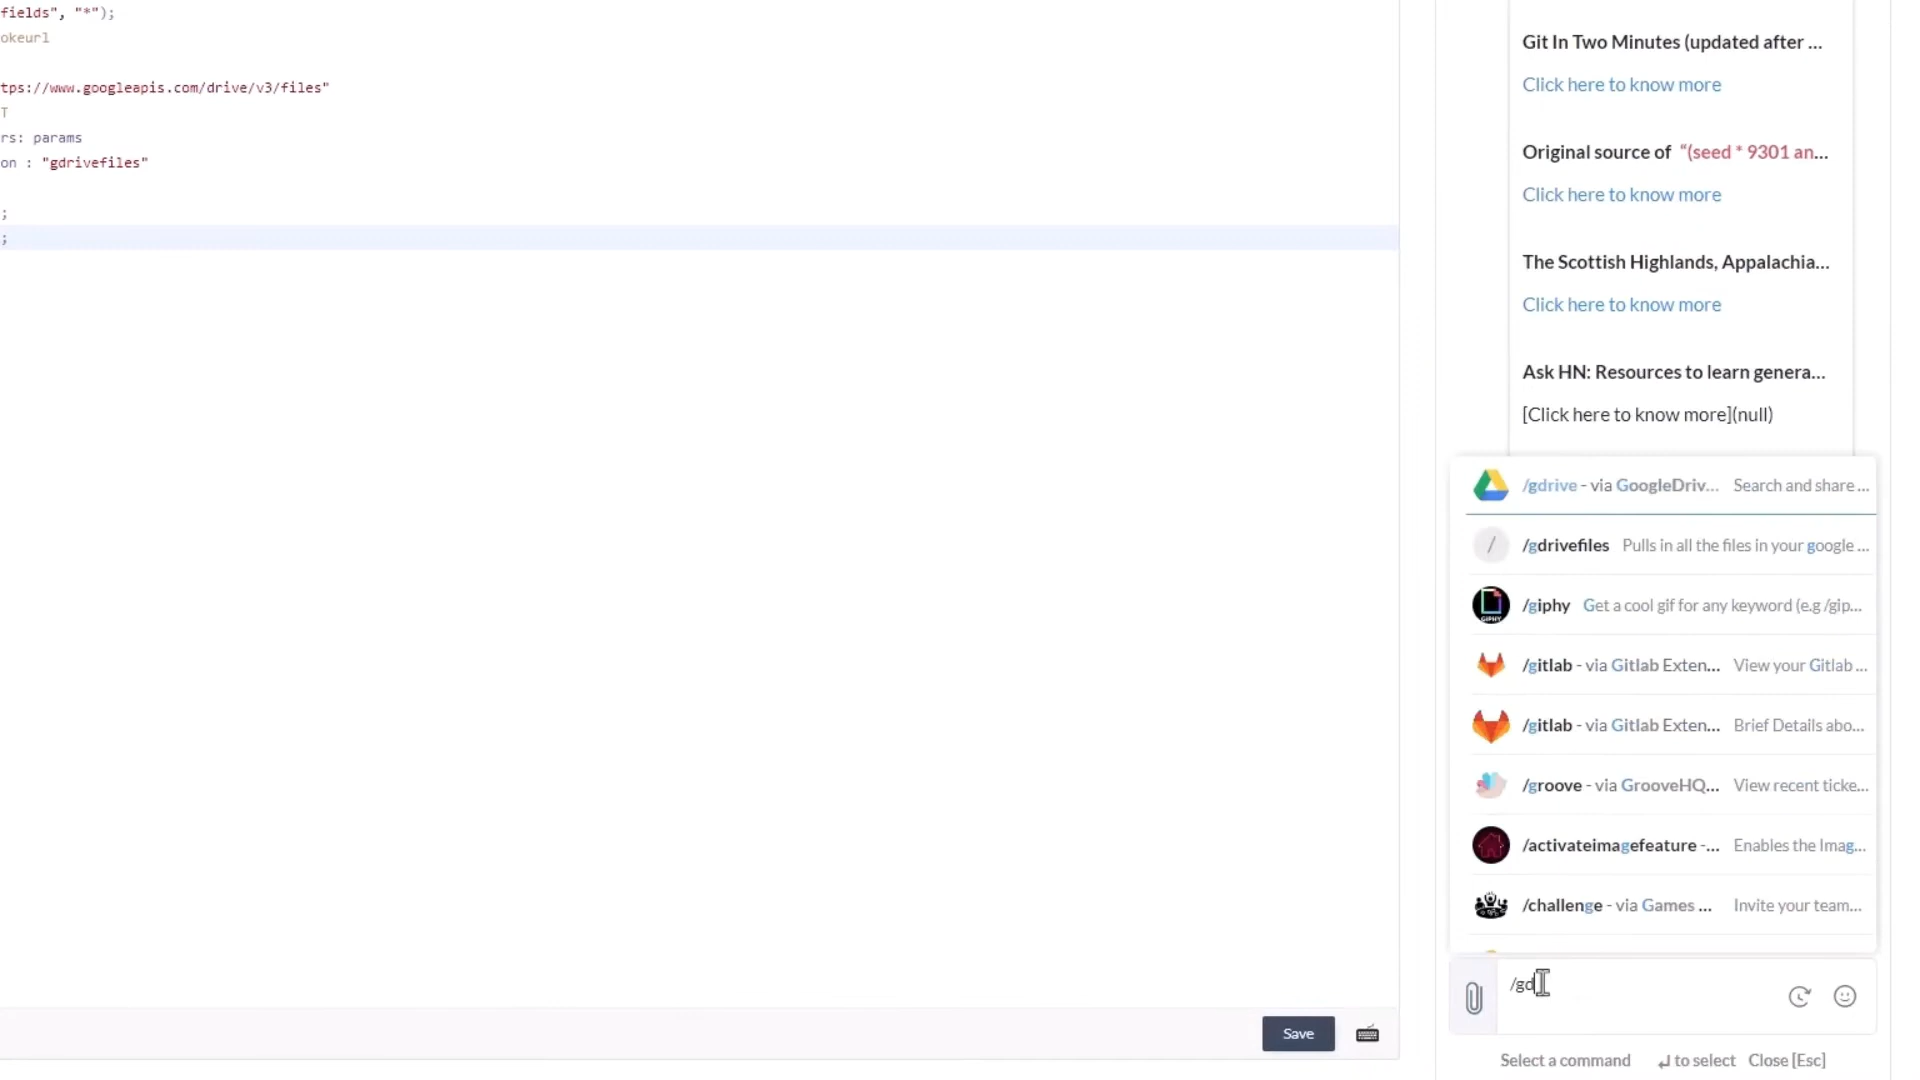 fields", "*");
okeurl
tps://www.googleapis.com/drive/v3/files"
T
rs: params
on : "gdrivefiles"
;
;
Save
Git In Two Minutes (updated after ...
Click here to know more
Original source of “(seed * 9301 an...
Click here to know more
The Scottish Highlands, Appalachia...
Click here to know more
Ask HN: Resources to learn genera...
[Click here to know more](null)
/gdrive - via GoogleDriv... Search and share ...
/gdrivefiles Pulls in all the files in your google ...
/giphy Get a cool gif for any keyword (e.g /gip...
/gitlab - via Gitlab Exten... View your Gitlab ...
/gitlab - via Gitlab Exten... Brief Details abo...
/groove - via GrooveHQ... View recent ticke...
/activateimagefeature -... Enables the Imag...
/challenge - via Games ... Invite your team...
/gd
Select a command ↵ to select Close [Esc]